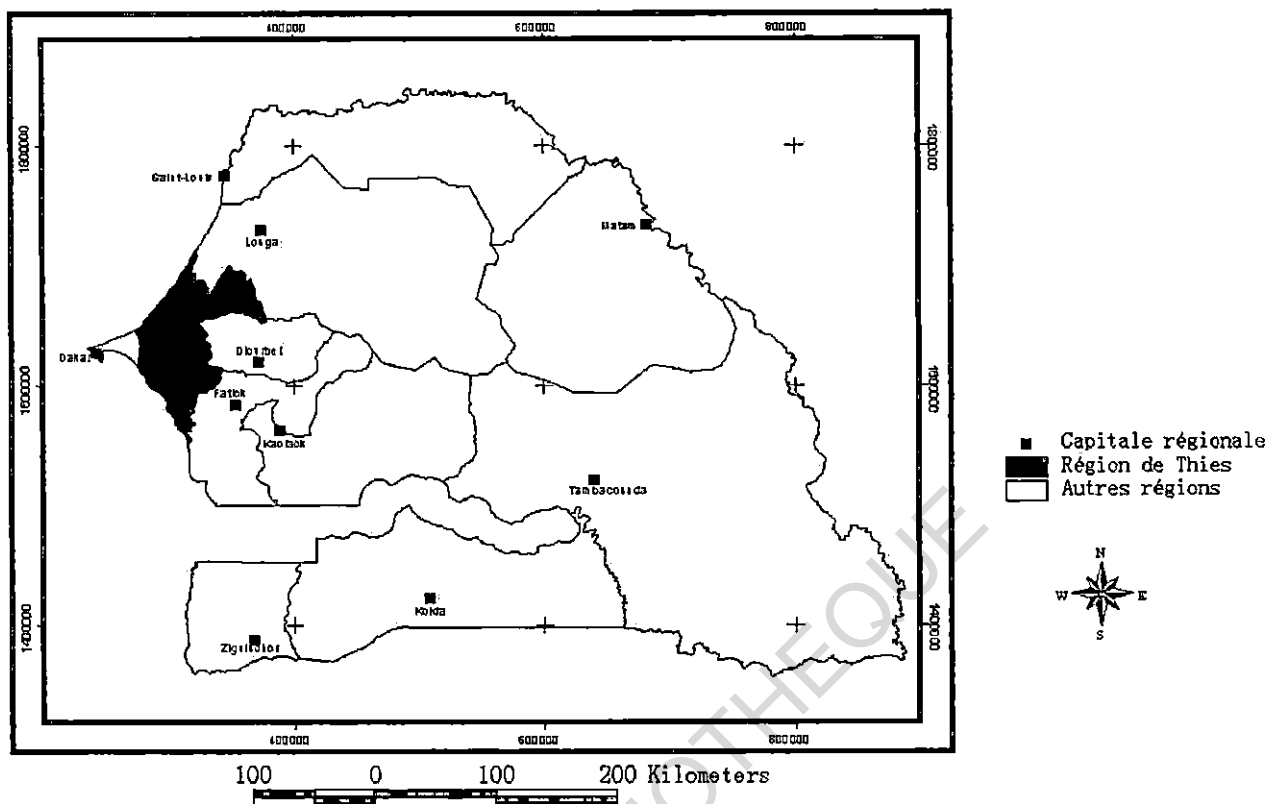 400000 600000 800000
1800000 1800000
Saint-Louis
Matam
Louga
Dakar
Diourbel
1600000 1600000
Fatick
Kaolack
Capitale régionale
Région de Thies
Autres régions
Tambacounda
N
W E
S
Kolda
1400000 1400000
Ziguinchor
400000 600000 800000
100 0 100 200 Kilometers
OTHEQUE